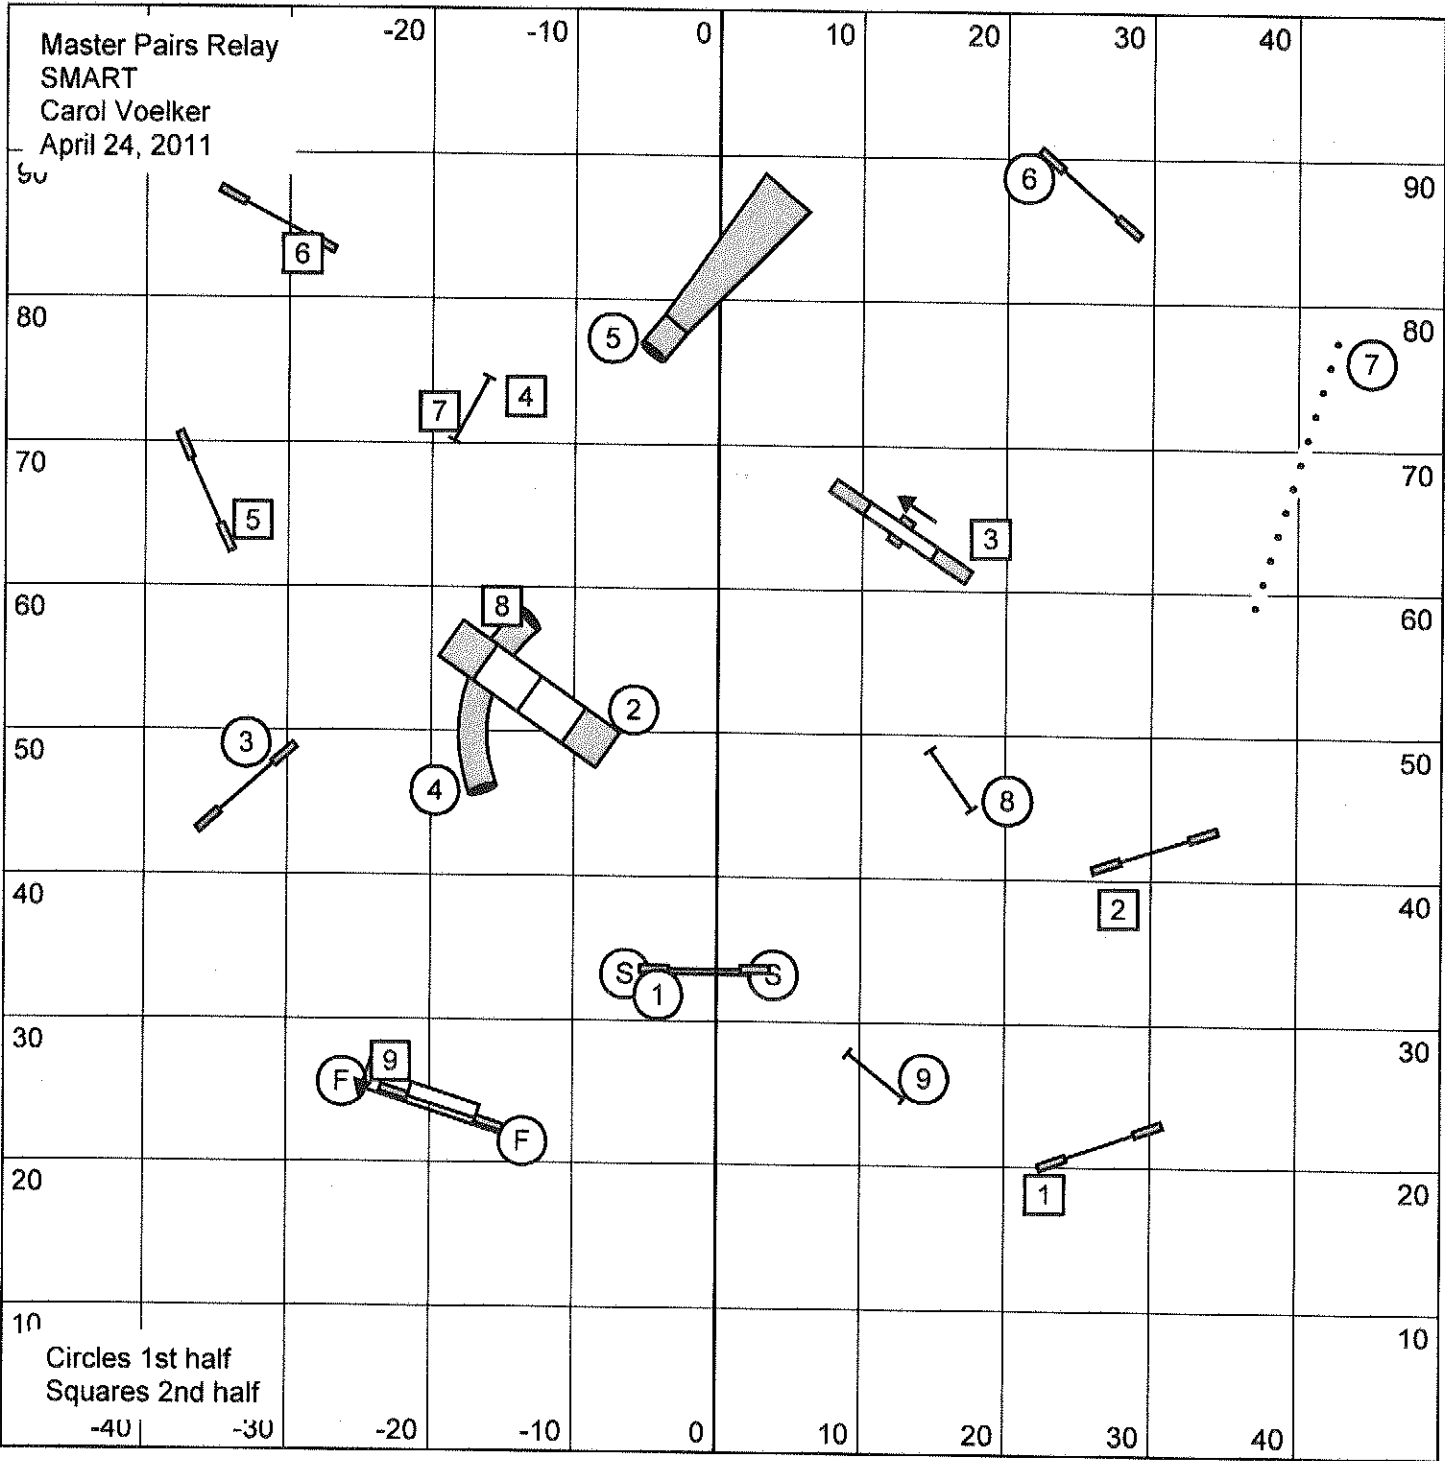 -20 -10 0 10 20 30 40
Master Pairs Relay
SMART
Carol Voelker
April 24, 2011
90 90
6
6
80 80
5
7
7 4
70 70
5
3
60 60
8
2
3
50 50
4
8
40 40
2
S S
1
30 30
9
F
9
F
20 20
1
10 10
Circles 1st half
Squares 2nd half
-40 -30 -20 -10 0 10 20 30 40